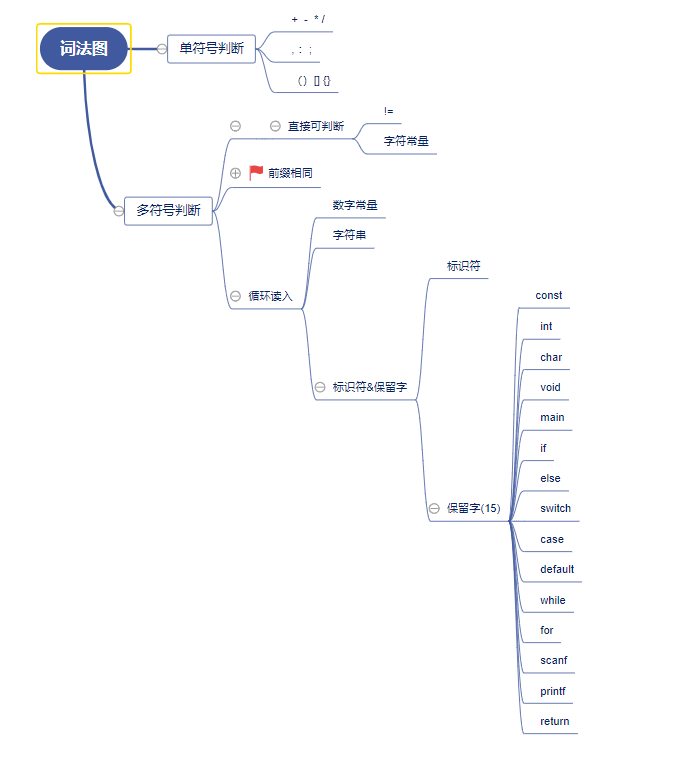 词法图
单符号判断
+ - * /
, : ;
() [] {}
多符号判断
直接可判断
!=
字符常量
前缀相同
循环读入
数字常量
字符串
标识符&保留字
标识符
保留字(15)
const
int
char
void
main
if
else
switch
case
default
while
for
scanf
printf
return